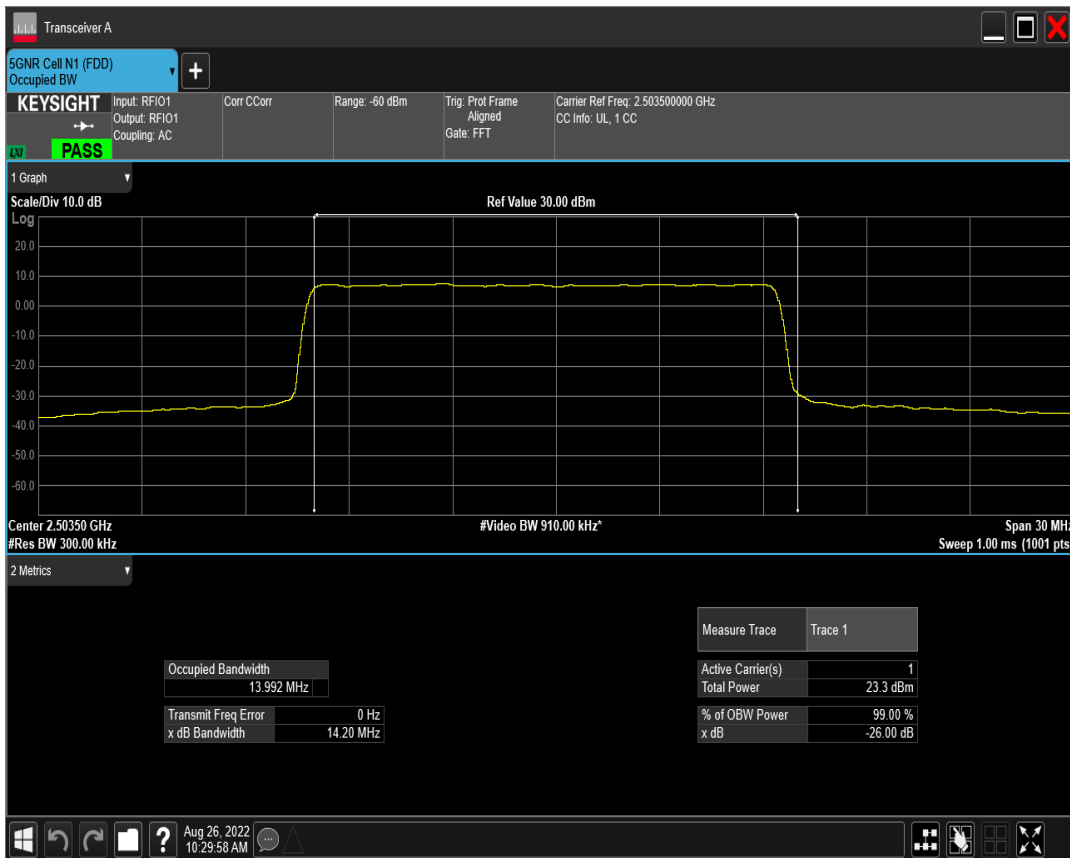 Transceiver A
5GNR Cell N1 (FDD)
Occupied BW
+
KEYSIGHT
LXI
PASS
Input: RFIO1
Output: RFIO1
Coupling: AC
Corr CCorr
Range: -60 dBm
Trig: Prot Frame
Aligned
Gate: FFT
Carrier Ref Freq: 2.503500000 GHz
CC Info: UL, 1 CC
1 Graph
Scale/Div 10.0 dB
Ref Value 30.00 dBm
Log
20.0
10.0
0.00
-10.0
-20.0
-30.0
-40.0
-50.0
-60.0
Center 2.50350 GHz
#Video BW 910.00 kHz*
Span 30 MHz
#Res BW 300.00 kHz
Sweep 1.00 ms (1001 pts
2 Metrics
Measure Trace Trace 1
Occupied Bandwidth
13.992 MHz
Active Carrier(s) 1
Total Power 23.3 dBm
Transmit Freq Error 0 Hz
x dB Bandwidth 14.20 MHz
% of OBW Power 99.00 %
x dB -26.00 dB
?
Aug 26, 2022
10:29:58 AM